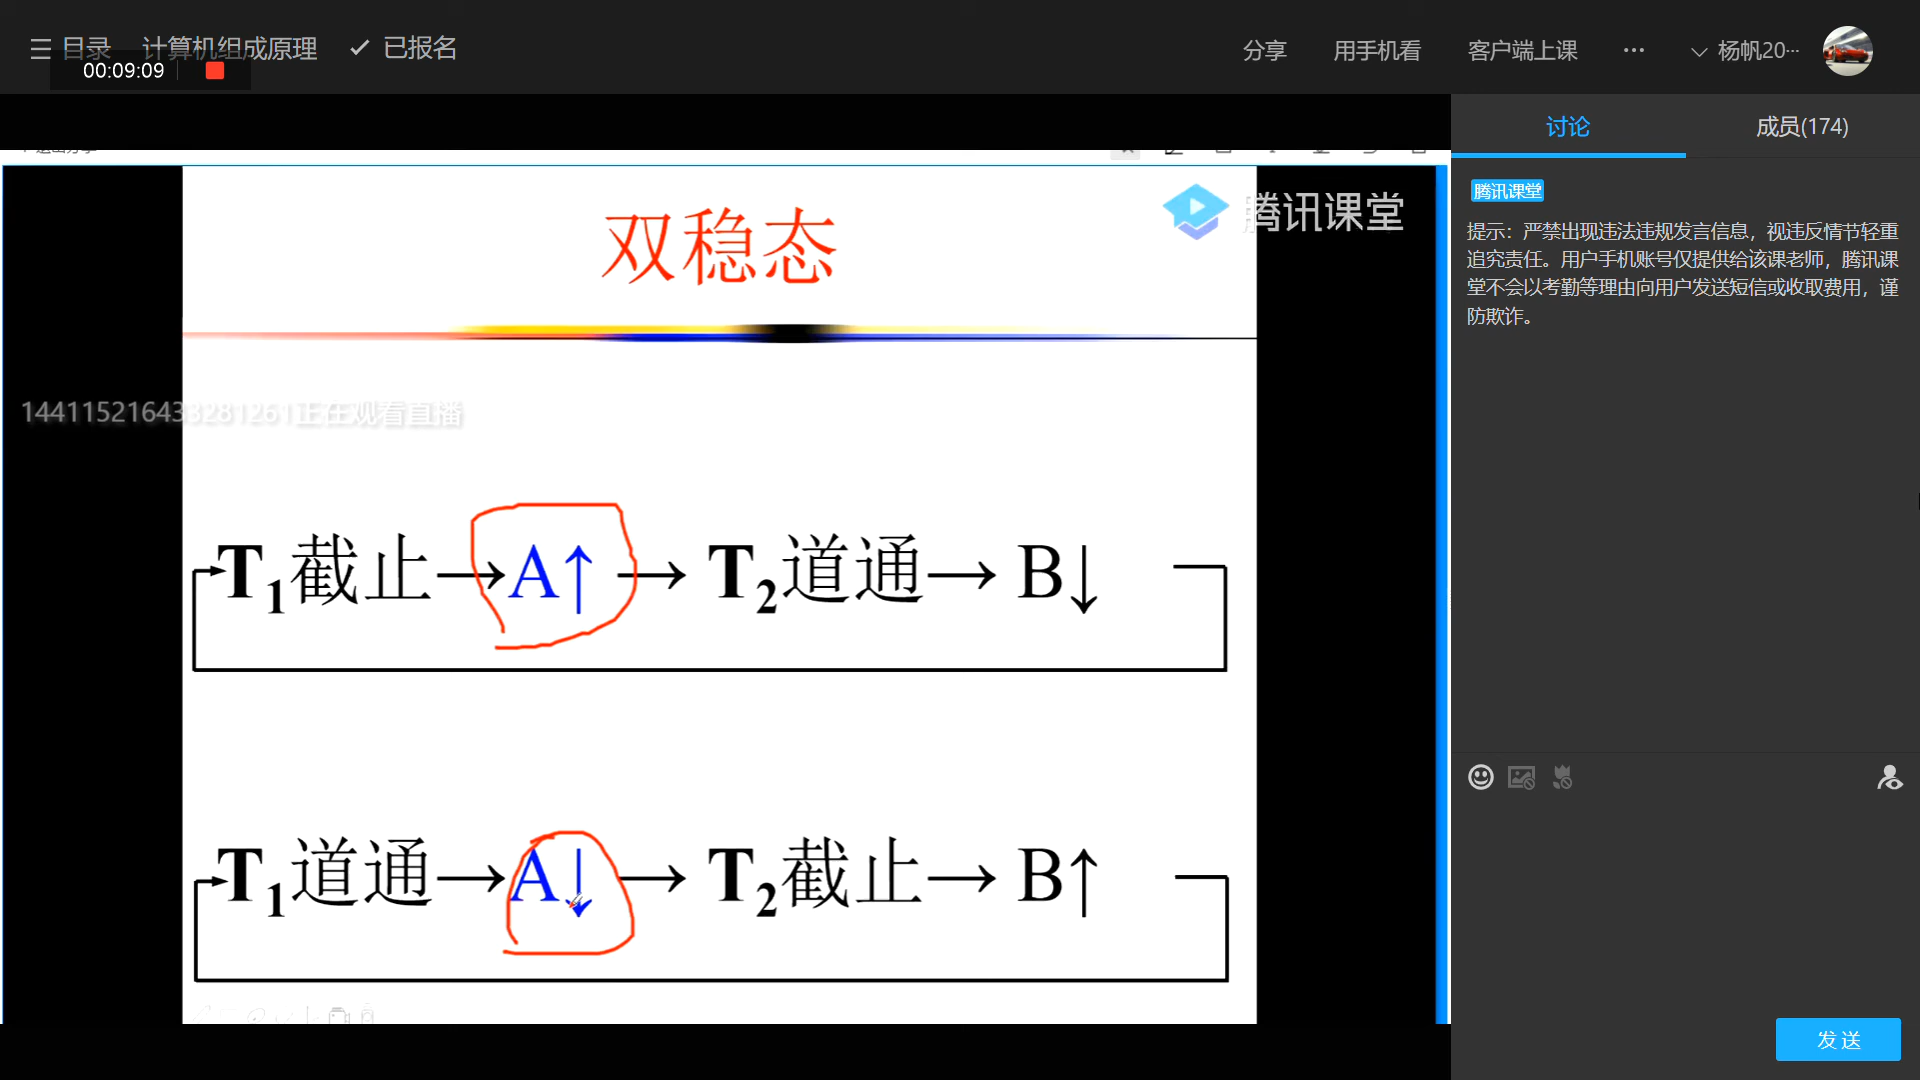 目录 计算机组成原理 已报名
00:09:09
分享 用手机看 客户端上课 ··· 杨帆20···
讨论 成员(174)
腾讯课堂
提示：严禁出现违法违规发言信息，视违反情节轻重
追究责任。用户手机账号仅提供给该课老师，腾讯课
堂不会以考勤等理由向用户发送短信或收取费用，谨
防欺诈。
腾讯课堂
双稳态
144115216433281261正在观看直播
T₁截止→A↑→T₂道通→B↓
T₁道通→A↓→T₂截止→B↑
发送